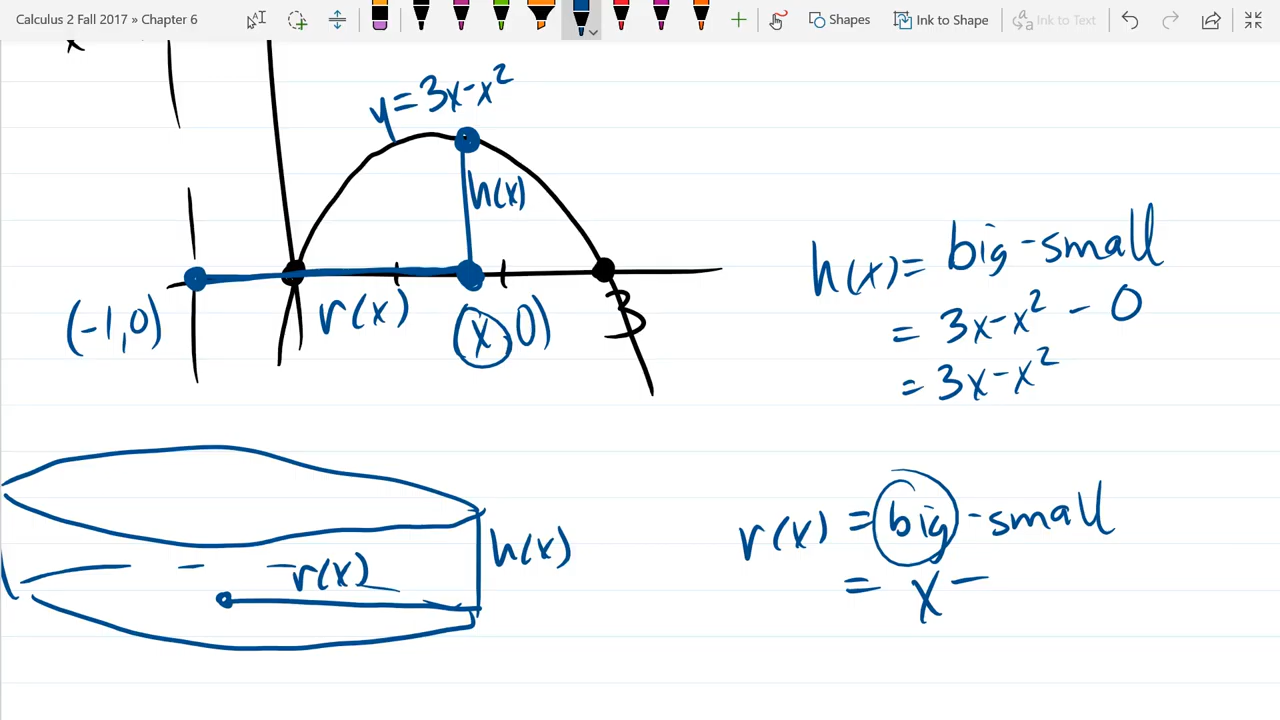 Calculus 2 Fall 2017 » Chapter 6
Shapes
Ink to Shape
Ink to Text
x
y=3x-x²
h(x)
(-1,0)
r(x)
(x 0)
3
h(x)= big-small
= 3x-x² - 0
= 3x-x²
h(x)
r(x)
r(x) = big-small
= x -